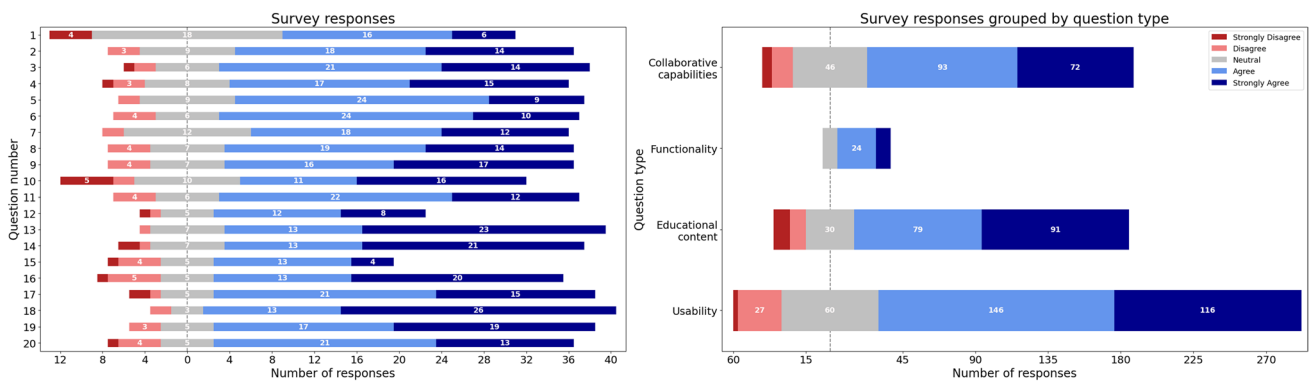 Survey responses
Question number
1 4 18 16 6
2 3 9 18 14
3 6 21 14
4 3 8 17 15
5 9 24 9
6 4 6 24 10
7 12 18 12
8 4 7 19 14
9 4 7 16 17
10 5 10 11 16
11 4 6 22 12
12 5 12 8
13 7 13 23
14 7 13 21
15 4 5 13 4
16 5 5 13 20
17 5 21 15
18 3 13 26
19 3 5 17 19
20 4 5 21 13
12 8 4 0 4 8 12 16 20 24 28 32 36 40
Number of responses
Survey responses grouped by question type
Question type
Strongly Disagree
Disagree
Neutral
Agree
Strongly Agree
Collaborative
capabilities
46 93 72
Functionality
24
Educational
content
30 79 91
Usability
27 60 146 116
60 15 45 90 135 180 225 270
Number of responses